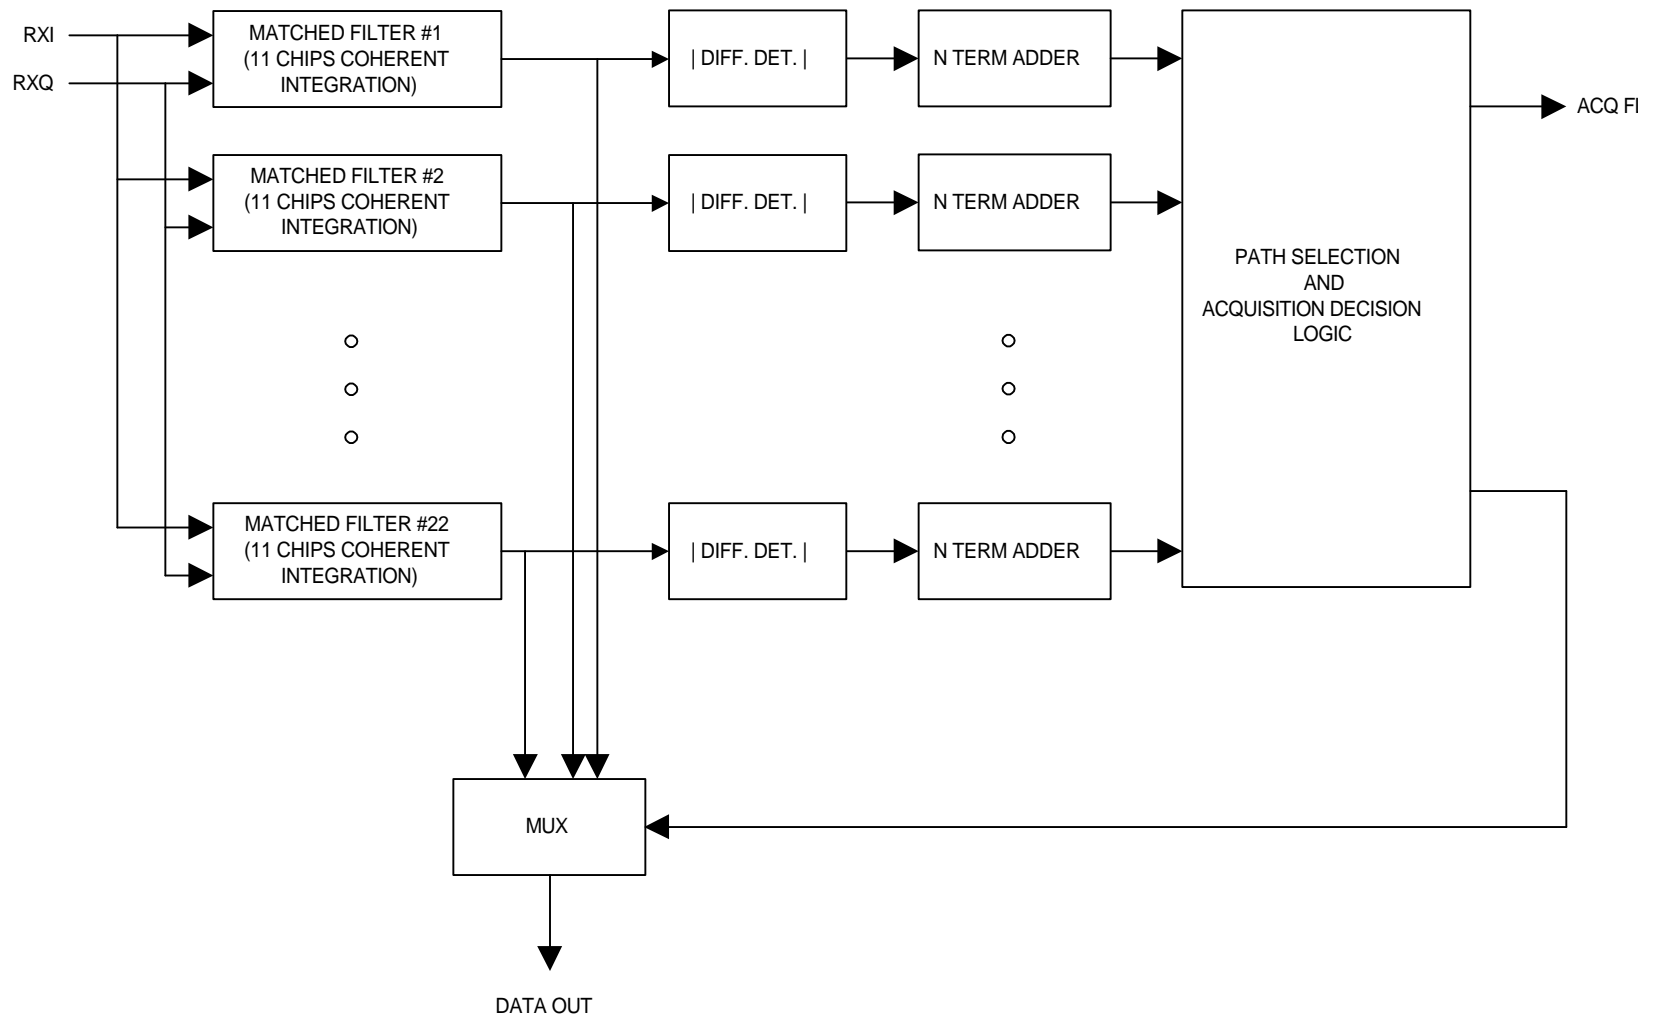 RXI
RXQ
MATCHED FILTER #1
(11 CHIPS COHERENT
INTEGRATION)
| DIFF. DET. |
N TERM ADDER
ACQ FI
MATCHED FILTER #2
(11 CHIPS COHERENT
INTEGRATION)
| DIFF. DET. |
N TERM ADDER
PATH SELECTION
AND
ACQUISITION DECISION
LOGIC
MATCHED FILTER #22
(11 CHIPS COHERENT
INTEGRATION)
| DIFF. DET. |
N TERM ADDER
MUX
DATA OUT